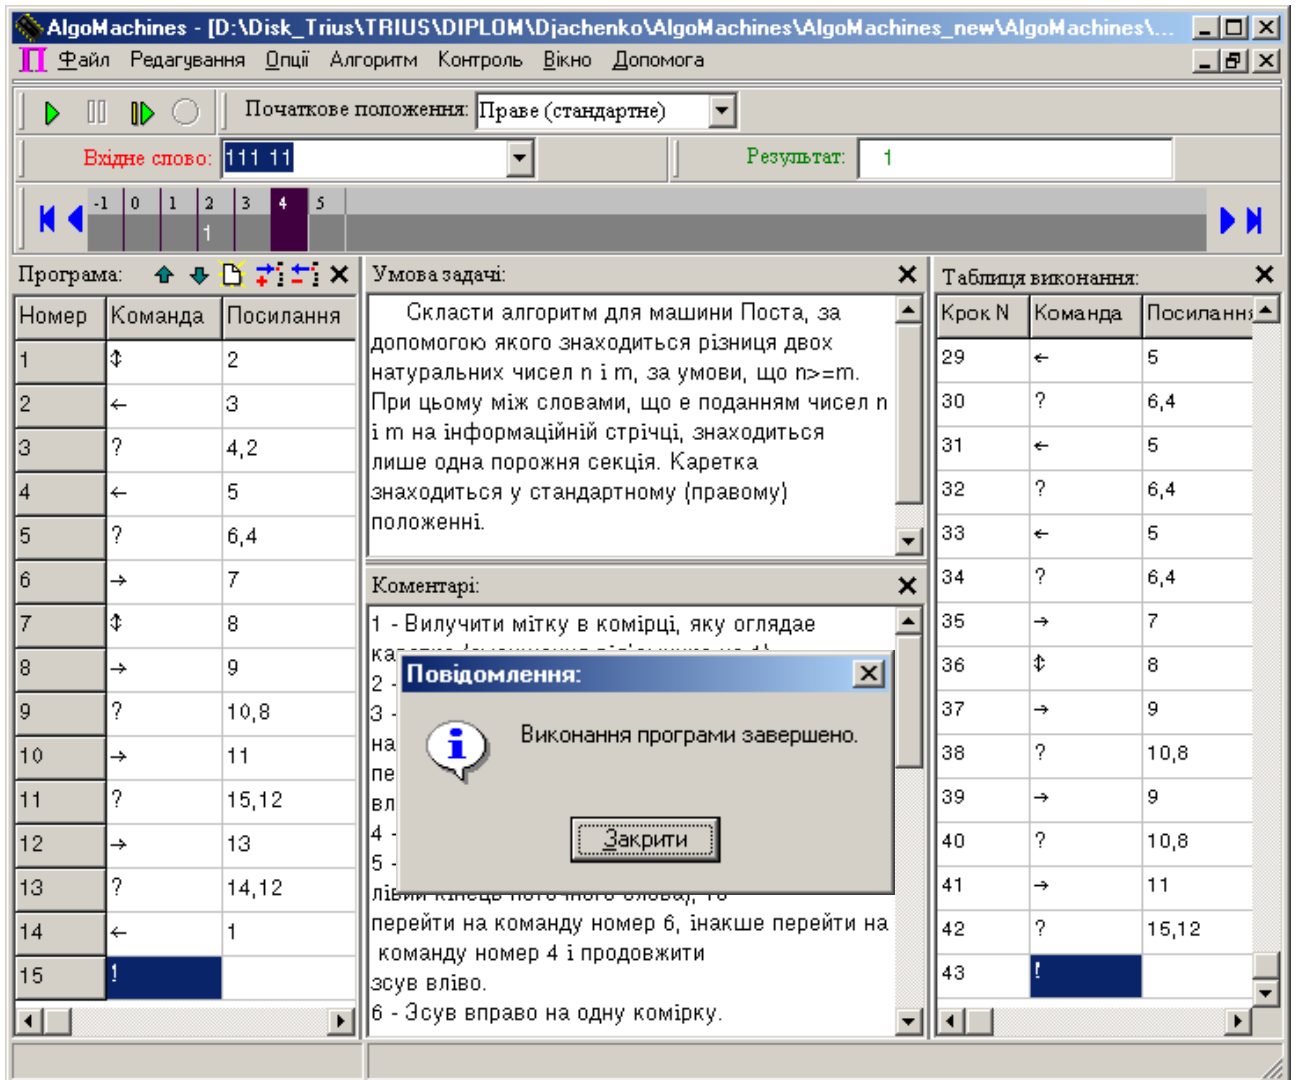 AlgoMachines - [D:\Disk_Trius\TRIUS\DIPLOM\Djachenko\AlgoMachines\AlgoMachines_new\AlgoMachines\...
Файл Редагування Опції Алгоритм Контроль Вікно Допомога
Початкове положення: Праве (стандартне)
Вхідне слово: 111 11 Результат: 1
-1 0 1 2 3 4 5
1
Програма:
Номер Команда Посилання
1 ⇕ 2
2 ← 3
3 ? 4,2
4 ← 5
5 ? 6,4
6 → 7
7 ⇕ 8
8 → 9
9 ? 10,8
10 → 11
11 ? 15,12
12 → 13
13 ? 14,12
14 ← 1
15 !
Умова задачі:
Скласти алгоритм для машини Поста, за
допомогою якого знаходиться різниця двох
натуральних чисел n і m, за умови, що n>=m.
При цьому між словами, що е поданням чисел n
і m на інформаційній стрічці, знаходиться
лише одна порожня секція. Каретка
знаходиться у стандартному (правому)
положенні.
Коментарі:
1 - Вилучити мітку в комірці, яку оглядае
2 -
3 -
на
пе
вл
4 -
5 -
перейти на команду номер 6, інакше перейти на
команду номер 4 і продовжити
зсув вліво.
6 - Зсув вправо на одну комірку.
Повідомлення:
Виконання програми завершено.
Закрити
Таблиця виконання:
Крок N Команда Посилання
29 ← 5
30 ? 6,4
31 ← 5
32 ? 6,4
33 ← 5
34 ? 6,4
35 → 7
36 ⇕ 8
37 → 9
38 ? 10,8
39 → 9
40 ? 10,8
41 → 11
42 ? 15,12
43 !